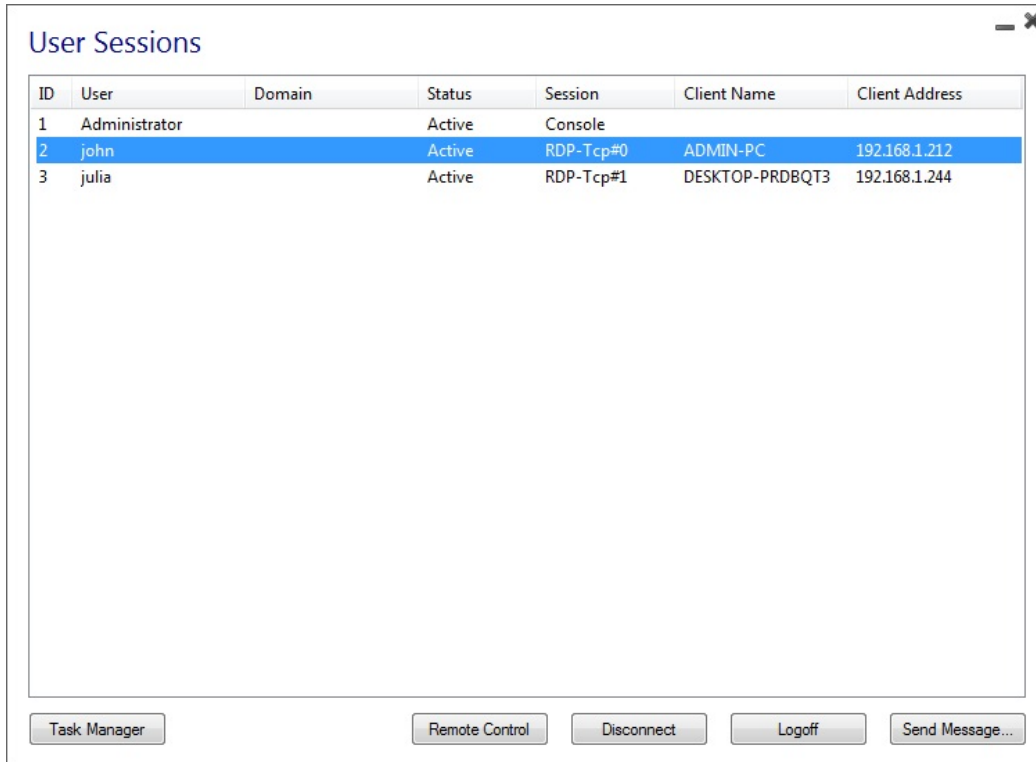 User Sessions
ID User Domain Status Session Client Name Client Address
1 Administrator Active Console
2 john Active RDP-Tcp#0 ADMIN-PC 192.168.1.212
3 julia Active RDP-Tcp#1 DESKTOP-PRDBQT3 192.168.1.244
Task Manager Remote Control Disconnect Logoff Send Message...